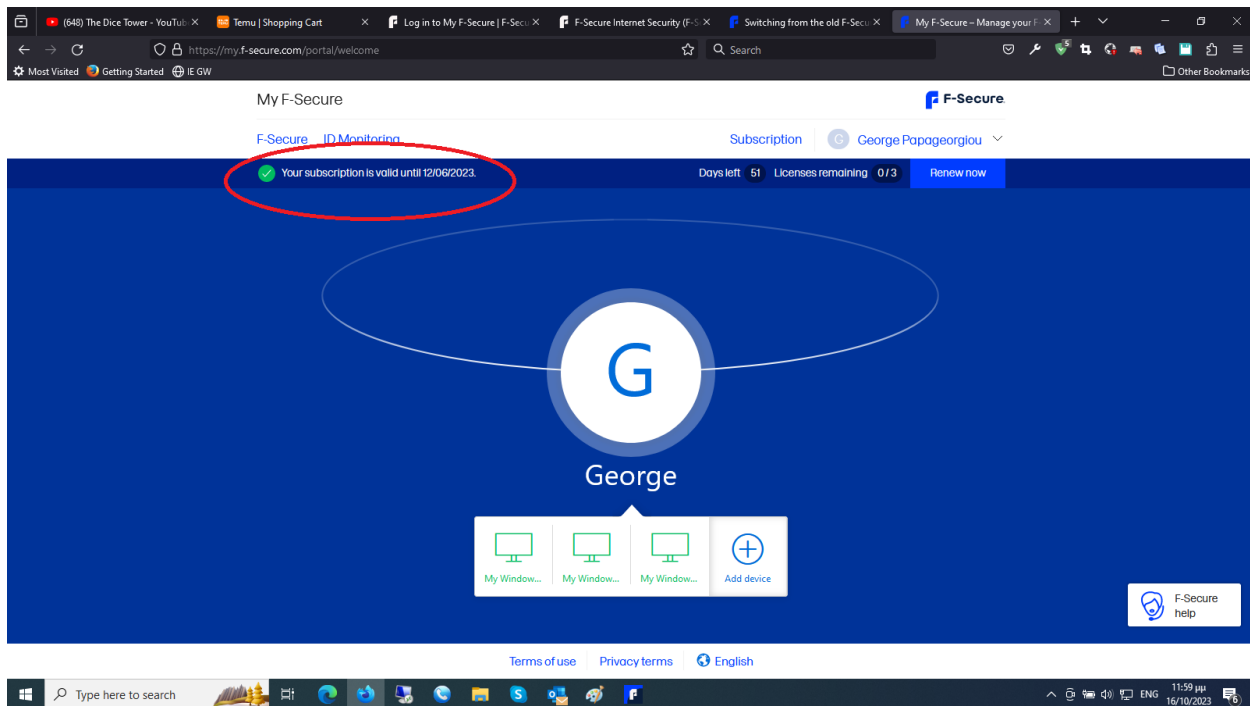 (648) The Dice Tower - YouTub
Temu | Shopping Cart
Log in to My F-Secure | F-Secu
F-Secure Internet Security (F-S
Switching from the old F-Secu
My F-Secure – Manage your F-
https://my.f-secure.com/portal/welcome
Search
5
Most Visited
Getting Started
IE GW
Other Bookmarks
My F-Secure
F-Secure
F-Secure
ID Monitoring
Subscription
G
George Papageorgiou
Your subscription is valid until 12/06/2023.
Days left 51
Licenses remaining 0/3
Renew now
G
George
My Window...
My Window...
My Window...
Add device
F-Secure
help
Terms of use
Privacy terms
English
Type here to search
ENG
11:59 μμ
16/10/2023
6